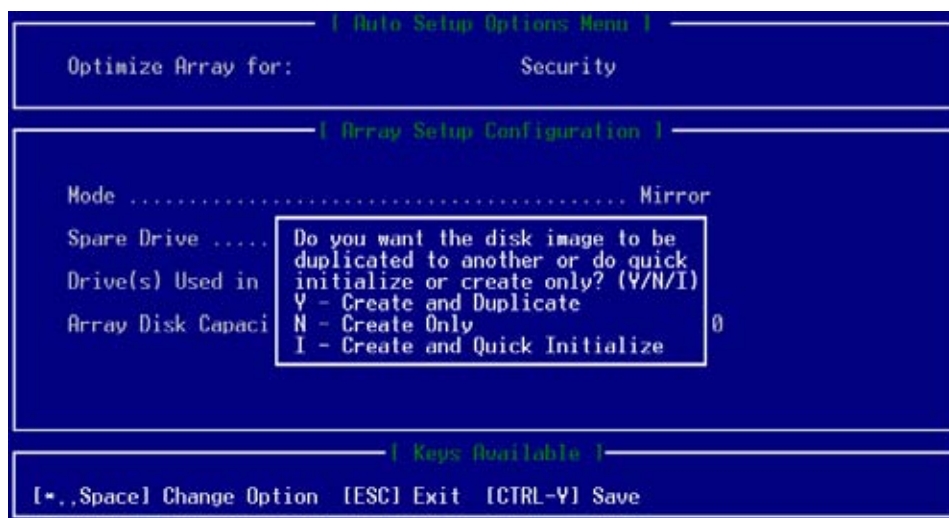 [ Auto Setup Options Menu ]
Optimize Array for: Security
[ Array Setup Configuration ]
Mode ............................................. Mirror
Spare Drive .....
Drive(s) Used in
Array Disk Capaci 0
Do you want the disk image to be
duplicated to another or do quick
initialize or create only? (Y/N/I)
Y - Create and Duplicate
N - Create Only
I - Create and Quick Initialize
[ Keys Available ]
[←,,Space] Change Option [ESC] Exit [CTRL-Y] Save